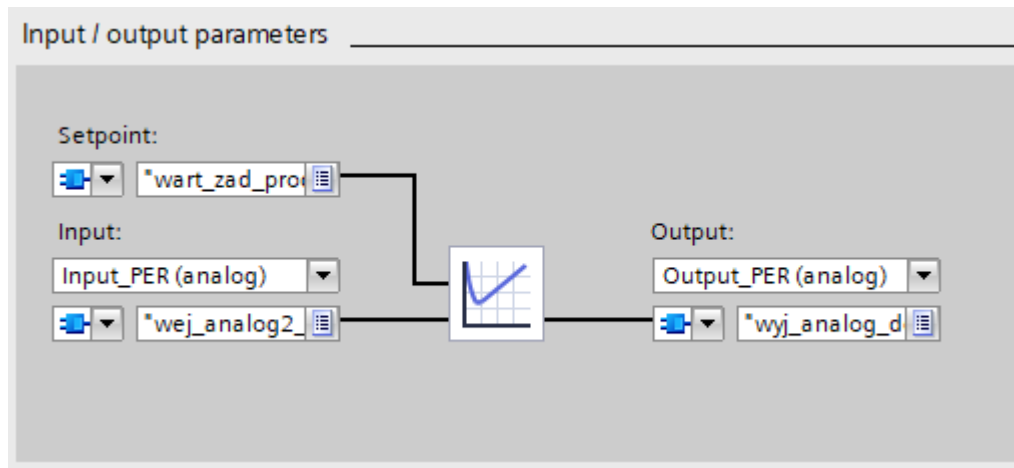 Input / output parameters
Setpoint:
"wart_zad_pro
Input:
Input_PER (analog)
"wej_analog2_
Output:
Output_PER (analog)
"wyj_analog_d